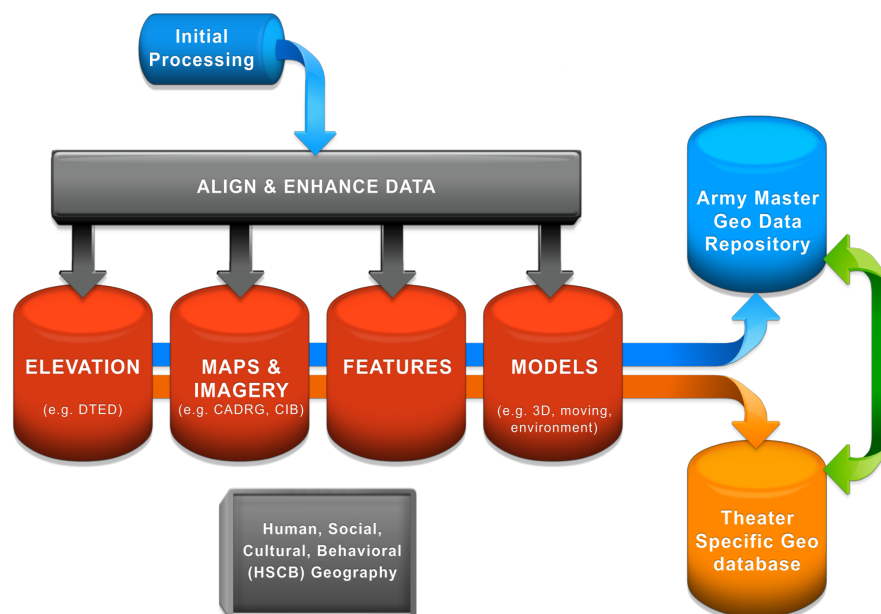 Initial
Processing
ALIGN & ENHANCE DATA
Army Master
Geo Data
Repository
ELEVATION
(e.g. DTED)
MAPS &
IMAGERY
(e.g. CADRG, CIB)
FEATURES
MODELS
(e.g. 3D, moving,
environment)
Human, Social,
Cultural, Behavioral
(HSCB) Geography
Theater
Specific Geo
database